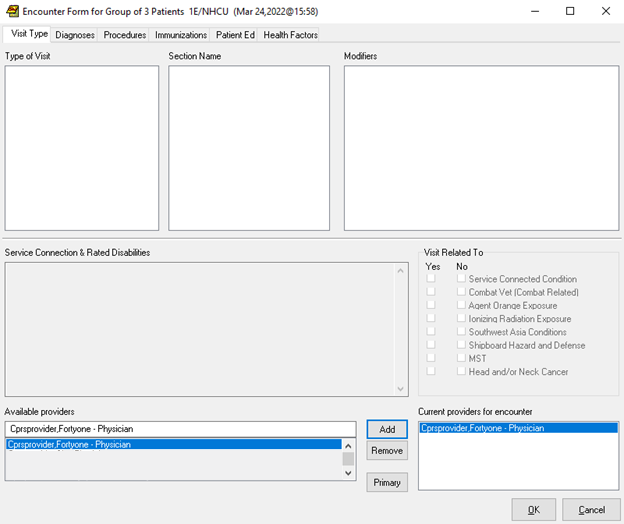 Encounter Form for Group of 3 Patients 1E/NHCU (Mar 24,2022@15:58)
Visit Type Diagnoses Procedures Immunizations Patient Ed Health Factors
Type of Visit Section Name Modifiers
Service Connection & Rated Disabilities
Visit Related To
Yes No
Service Connected Condition
Combat Vet (Combat Related)
Agent Orange Exposure
Ionizing Radiation Exposure
Southwest Asia Conditions
Shipboard Hazard and Defense
MST
Head and/or Neck Cancer
Available providers
Cprsprovider,Fortyone - Physician
Cprsprovider,Fortyone - Physician
Add
Remove
Primary
Current providers for encounter
Cprsprovider,Fortyone - Physician
OK Cancel